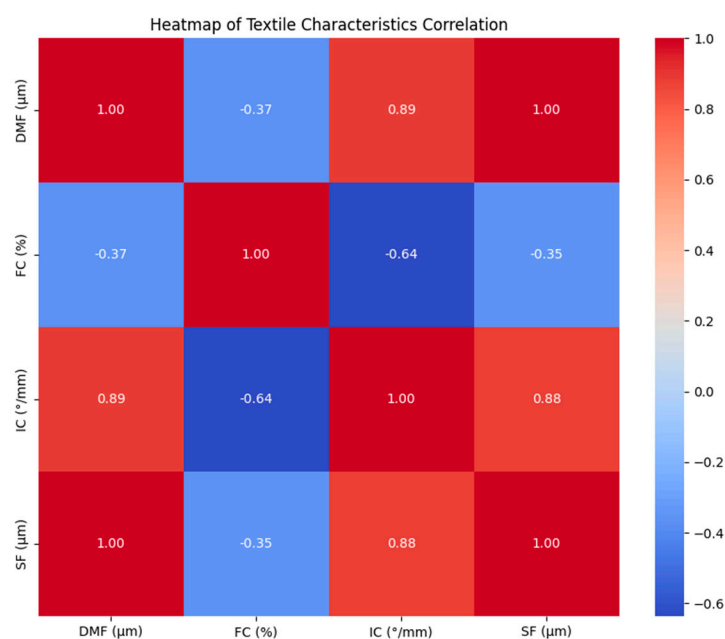 Heatmap of Textile Characteristics Correlation
DMF (µm)
1.00 -0.37 0.89 1.00
FC (%)
-0.37 1.00 -0.64 -0.35
IC (°/mm)
0.89 -0.64 1.00 0.88
SF (µm)
1.00 -0.35 0.88 1.00
DMF (µm) FC (%) IC (°/mm) SF (µm)
1.0
0.8
0.6
0.4
0.2
0.0
−0.2
−0.4
−0.6